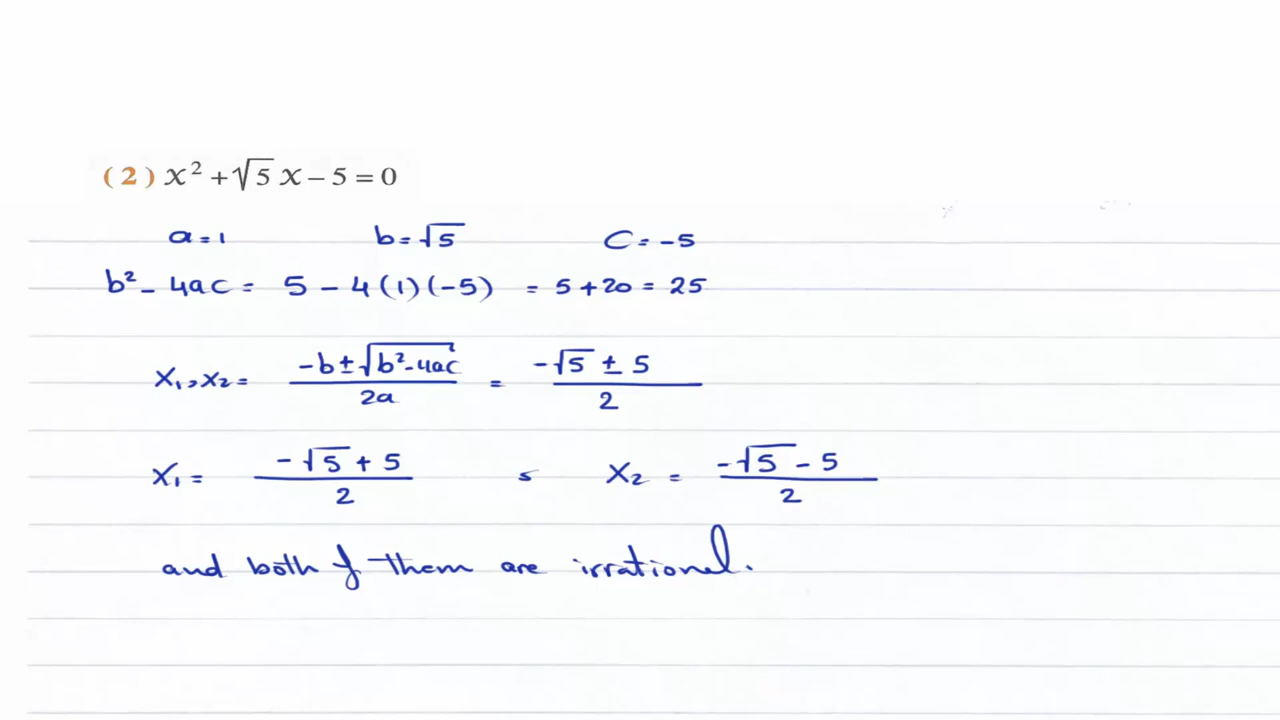 (2) x² + √5 x − 5 = 0
a = 1 b = √5 C = −5
b² − 4ac = 5 − 4(1)(−5) = 5 + 20 = 25
x₁, x₂ = (−b ± √(b² − 4ac)) / 2a = (−√5 ± 5) / 2
x₁ = (−√5 + 5) / 2 , x₂ = (−√5 − 5) / 2
and both of them are irrational.